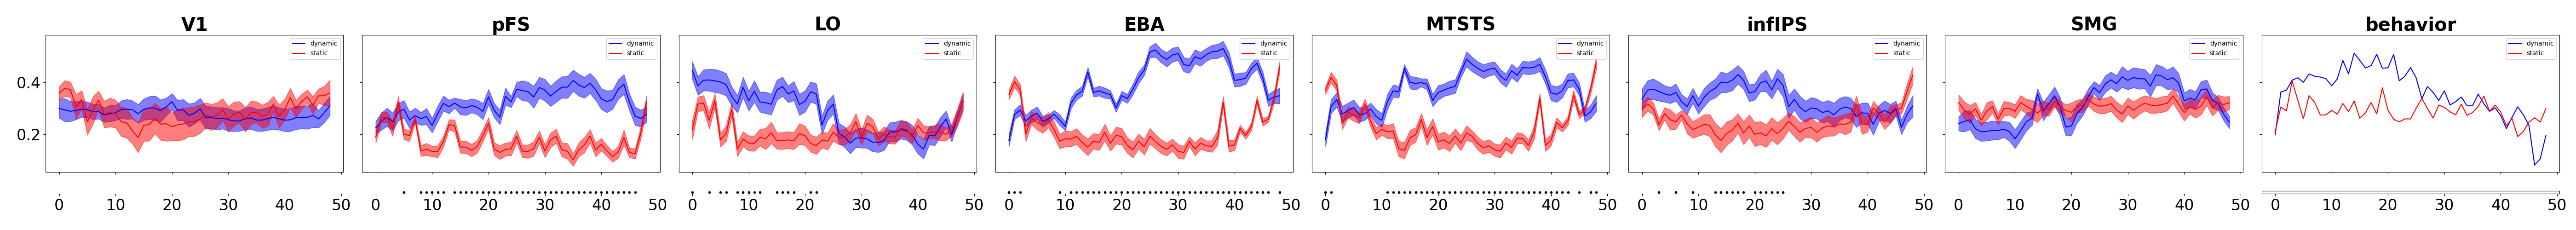 V1 pFS LO EBA MTSTS infIPS SMG behavior
dynamic dynamic dynamic dynamic dynamic dynamic dynamic dynamic
static static static static static static static static
0.4
0.2
0 10 20 30 40 50 0 10 20 30 40 50 0 10 20 30 40 50 0 10 20 30 40 50 0 10 20 30 40 50 0 10 20 30 40 50 0 10 20 30 40 50 0 10 20 30 40 50